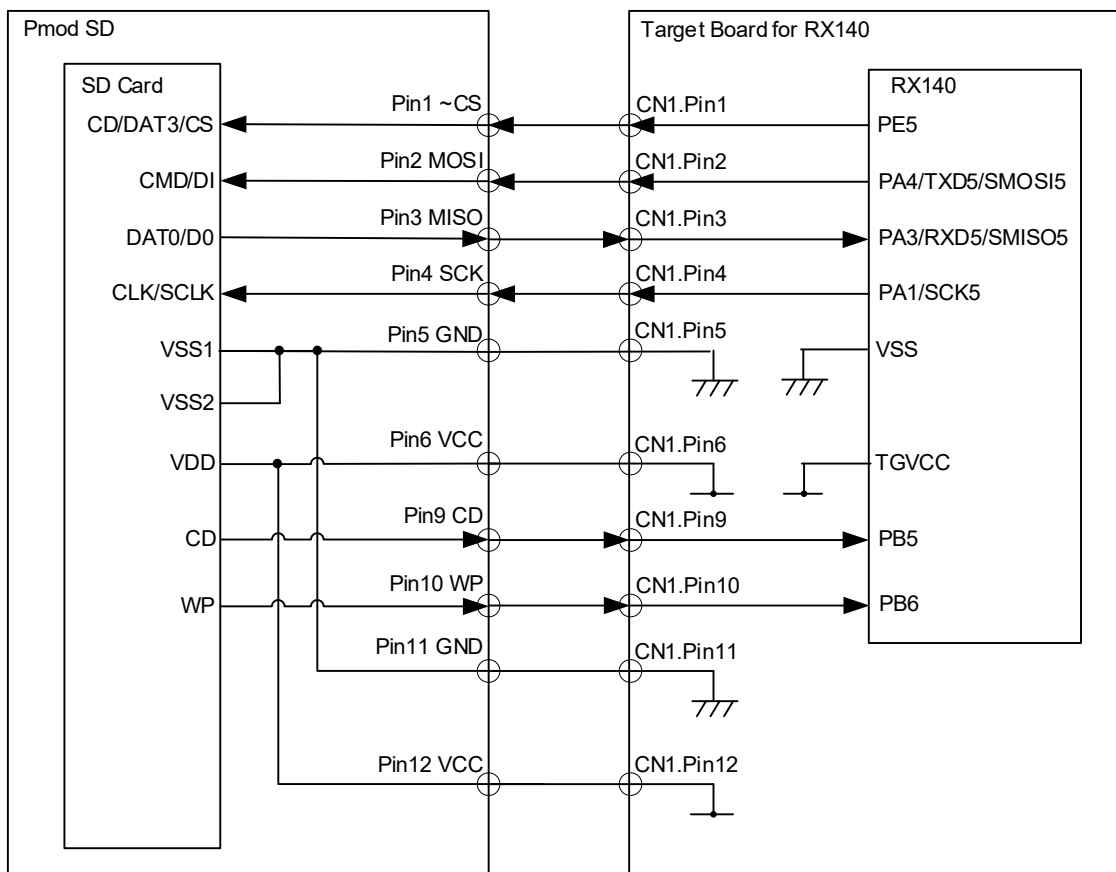 Pmod SD
Target Board for RX140
SD Card
RX140
CD/DAT3/CS
Pin1 ~CS
CN1.Pin1
PE5
CMD/DI
Pin2 MOSI
CN1.Pin2
PA4/TXD5/SMOSI5
DAT0/D0
Pin3 MISO
CN1.Pin3
PA3/RXD5/SMISO5
CLK/SCLK
Pin4 SCK
CN1.Pin4
PA1/SCK5
VSS1
Pin5 GND
CN1.Pin5
VSS
VSS2
VDD
Pin6 VCC
CN1.Pin6
TGVCC
CD
Pin9 CD
CN1.Pin9
PB5
WP
Pin10 WP
CN1.Pin10
PB6
Pin11 GND
CN1.Pin11
Pin12 VCC
CN1.Pin12